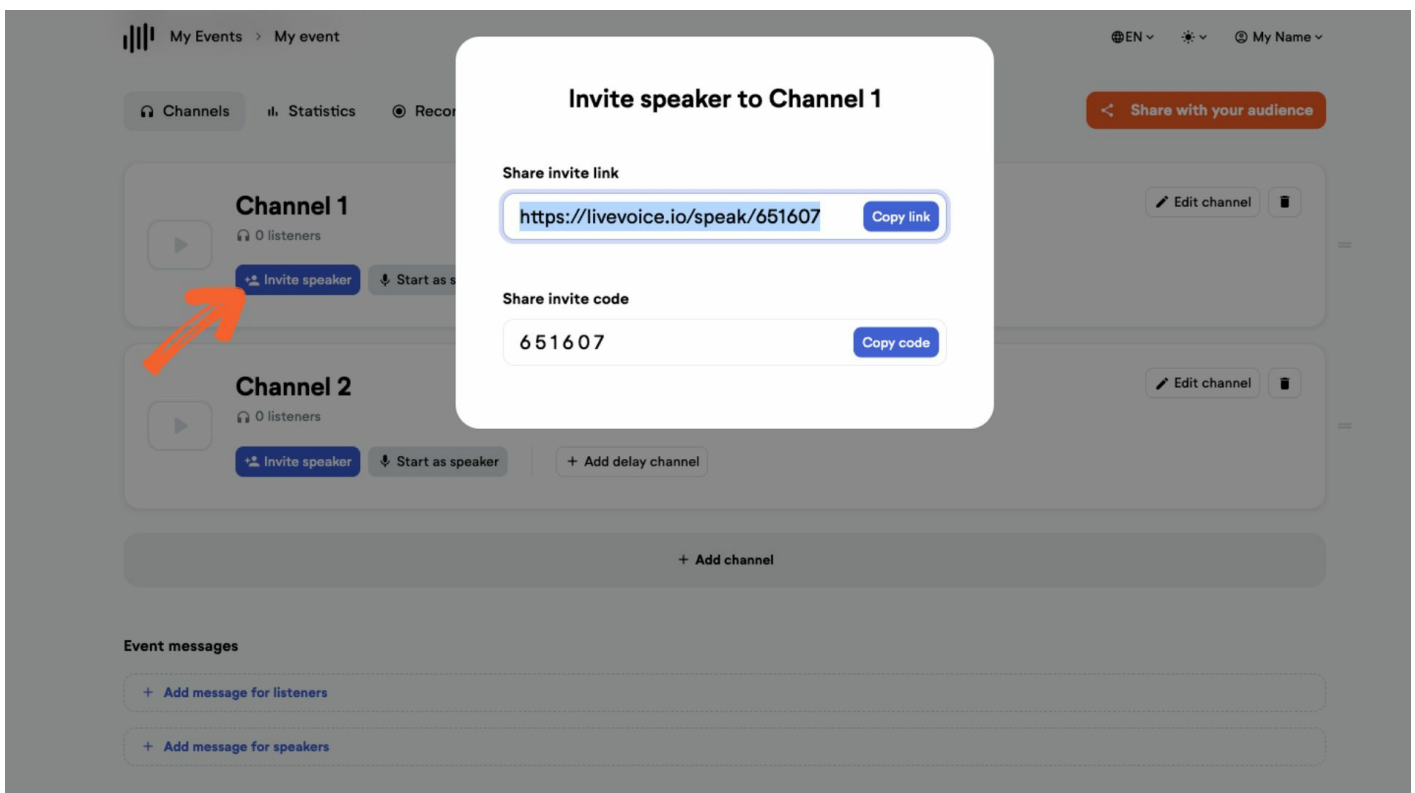 My Events > My event
EN
My Name
Channels
Statistics
Recor
Share with your audience
Invite speaker to Channel 1
Share invite link
https://livevoice.io/speak/651607
Copy link
Share invite code
651607
Copy code
Channel 1
0 listeners
Invite speaker
Start as s
Edit channel
Channel 2
0 listeners
Invite speaker
Start as speaker
+ Add delay channel
Edit channel
+ Add channel
Event messages
+ Add message for listeners
+ Add message for speakers